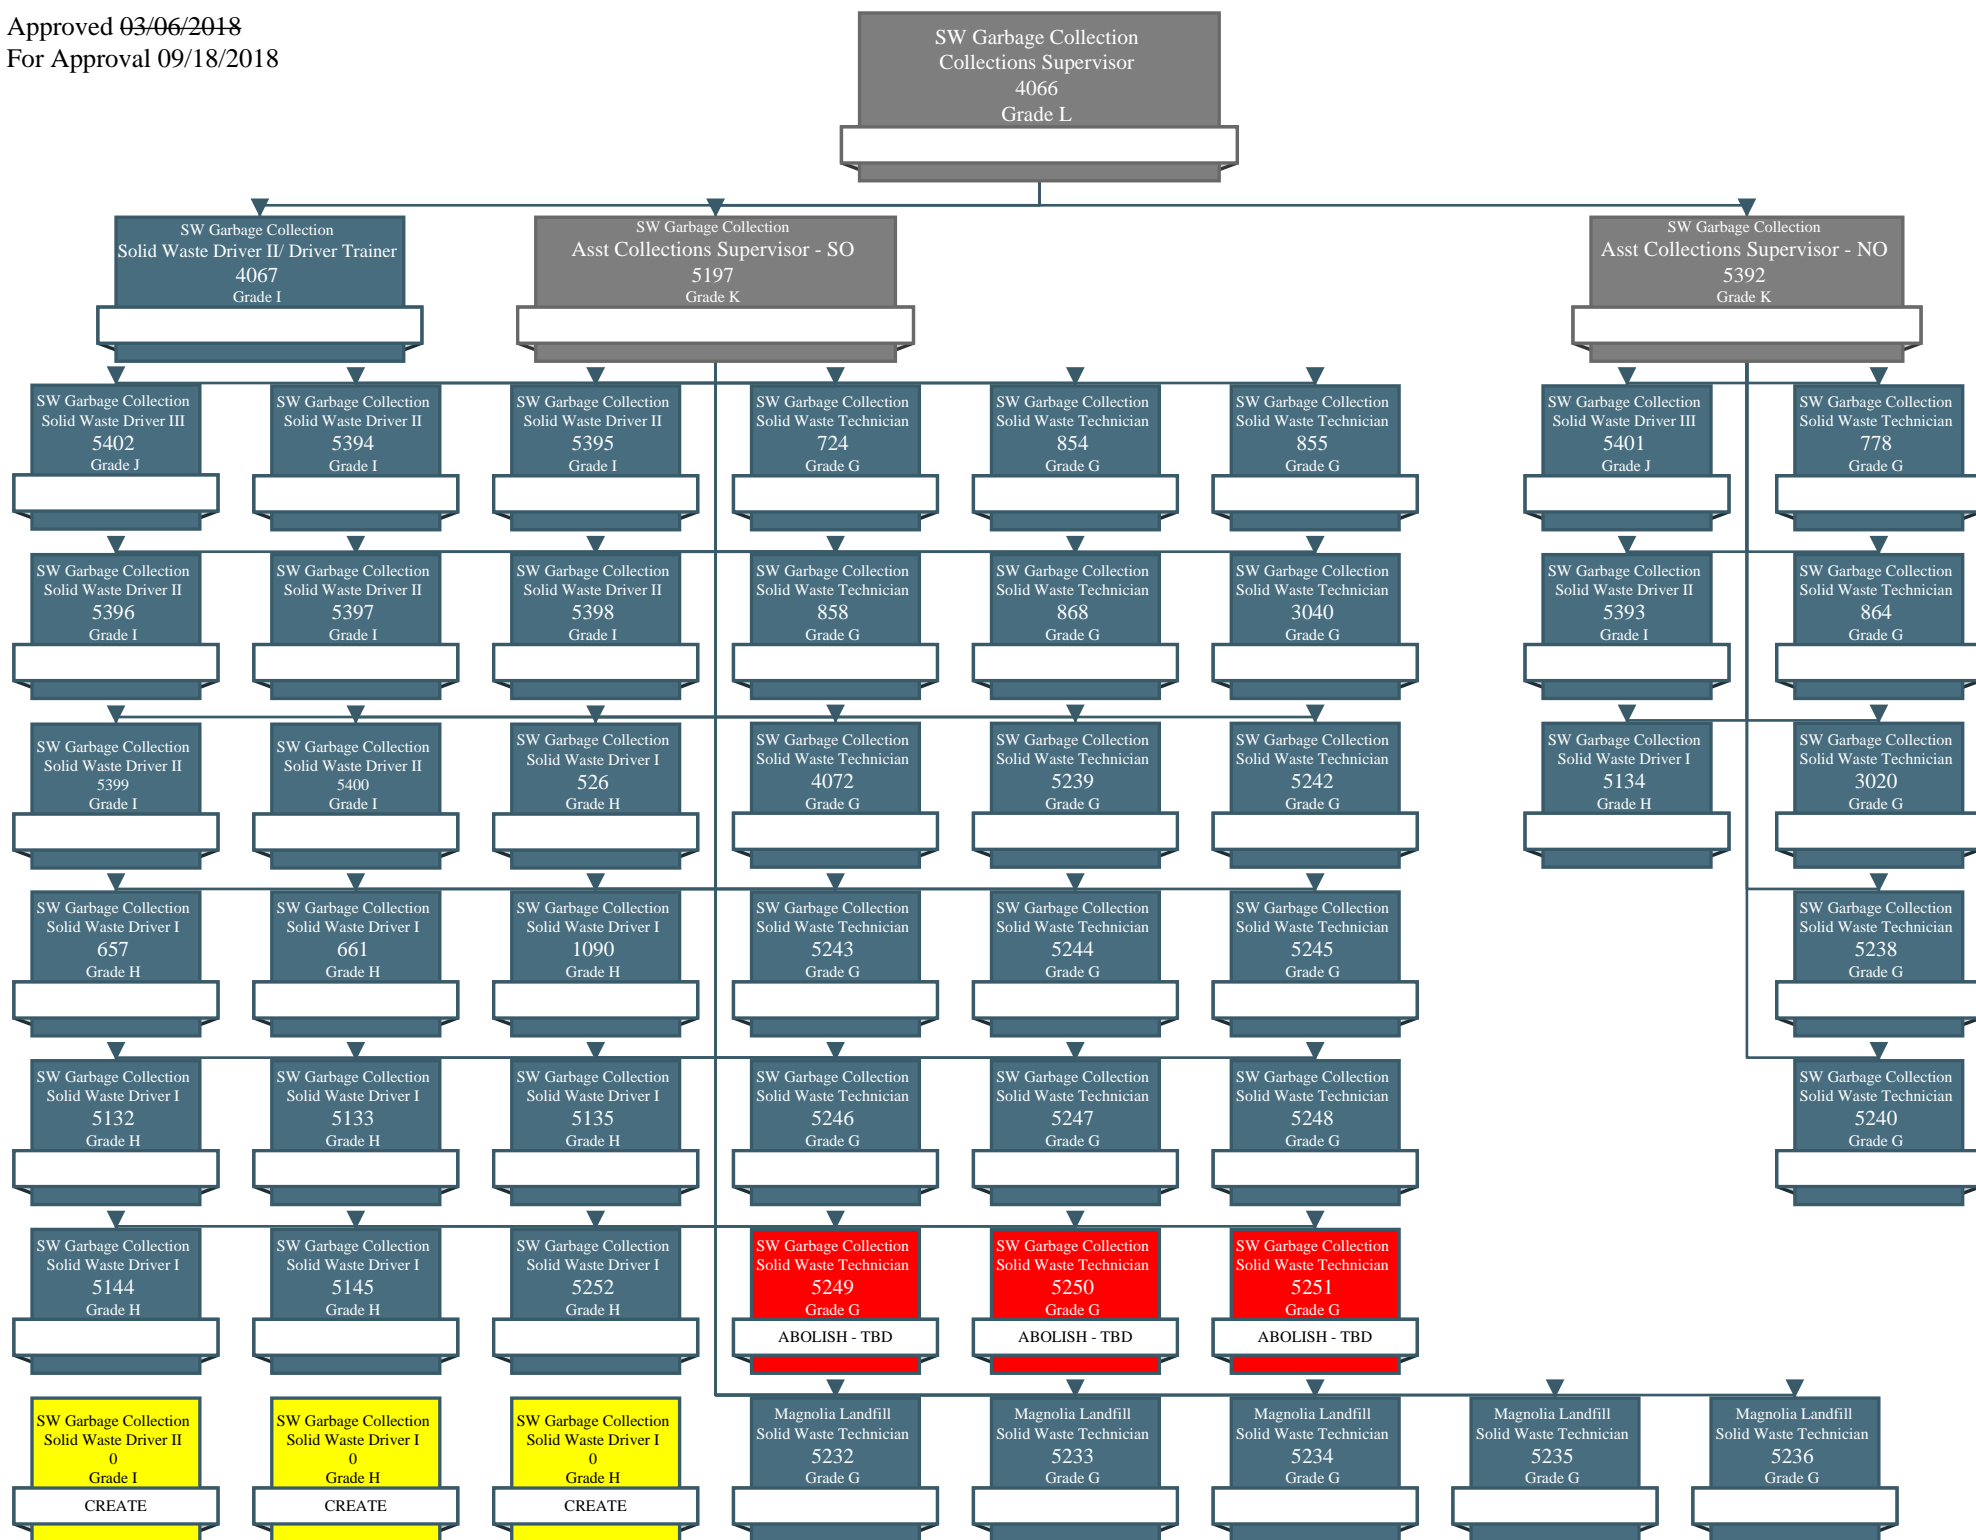 Approved 03/06/2018
For Approval 09/18/2018
SW Garbage Collection
Collections Supervisor
4066
Grade L
SW Garbage Collection
Solid Waste Driver II/ Driver Trainer
4067
Grade I
SW Garbage Collection
Asst Collections Supervisor - SO
5197
Grade K
SW Garbage Collection
Asst Collections Supervisor - NO
5392
Grade K
SW Garbage Collection
Solid Waste Driver III
5402
Grade J
SW Garbage Collection
Solid Waste Driver II
5394
Grade I
SW Garbage Collection
Solid Waste Driver II
5395
Grade I
SW Garbage Collection
Solid Waste Technician
724
Grade G
SW Garbage Collection
Solid Waste Technician
854
Grade G
SW Garbage Collection
Solid Waste Technician
855
Grade G
SW Garbage Collection
Solid Waste Driver III
5401
Grade J
SW Garbage Collection
Solid Waste Technician
778
Grade G
SW Garbage Collection
Solid Waste Driver II
5396
Grade I
SW Garbage Collection
Solid Waste Driver II
5397
Grade I
SW Garbage Collection
Solid Waste Driver II
5398
Grade I
SW Garbage Collection
Solid Waste Technician
858
Grade G
SW Garbage Collection
Solid Waste Technician
868
Grade G
SW Garbage Collection
Solid Waste Technician
3040
Grade G
SW Garbage Collection
Solid Waste Driver II
5393
Grade I
SW Garbage Collection
Solid Waste Technician
864
Grade G
SW Garbage Collection
Solid Waste Driver II
5399
Grade I
SW Garbage Collection
Solid Waste Driver II
5400
Grade I
SW Garbage Collection
Solid Waste Driver I
526
Grade H
SW Garbage Collection
Solid Waste Technician
4072
Grade G
SW Garbage Collection
Solid Waste Technician
5239
Grade G
SW Garbage Collection
Solid Waste Technician
5242
Grade G
SW Garbage Collection
Solid Waste Driver I
5134
Grade H
SW Garbage Collection
Solid Waste Technician
3020
Grade G
SW Garbage Collection
Solid Waste Driver I
657
Grade H
SW Garbage Collection
Solid Waste Driver I
661
Grade H
SW Garbage Collection
Solid Waste Driver I
1090
Grade H
SW Garbage Collection
Solid Waste Technician
5243
Grade G
SW Garbage Collection
Solid Waste Technician
5244
Grade G
SW Garbage Collection
Solid Waste Technician
5245
Grade G
SW Garbage Collection
Solid Waste Technician
5238
Grade G
SW Garbage Collection
Solid Waste Driver I
5132
Grade H
SW Garbage Collection
Solid Waste Driver I
5133
Grade H
SW Garbage Collection
Solid Waste Driver I
5135
Grade H
SW Garbage Collection
Solid Waste Technician
5246
Grade G
SW Garbage Collection
Solid Waste Technician
5247
Grade G
SW Garbage Collection
Solid Waste Technician
5248
Grade G
SW Garbage Collection
Solid Waste Technician
5240
Grade G
SW Garbage Collection
Solid Waste Driver I
5144
Grade H
SW Garbage Collection
Solid Waste Driver I
5145
Grade H
SW Garbage Collection
Solid Waste Driver I
5252
Grade H
SW Garbage Collection
Solid Waste Technician
5249
Grade G
ABOLISH - TBD
SW Garbage Collection
Solid Waste Technician
5250
Grade G
ABOLISH - TBD
SW Garbage Collection
Solid Waste Technician
5251
Grade G
ABOLISH - TBD
SW Garbage Collection
Solid Waste Driver II
0
Grade I
CREATE
SW Garbage Collection
Solid Waste Driver I
0
Grade H
CREATE
SW Garbage Collection
Solid Waste Driver I
0
Grade H
CREATE
Magnolia Landfill
Solid Waste Technician
5232
Grade G
Magnolia Landfill
Solid Waste Technician
5233
Grade G
Magnolia Landfill
Solid Waste Technician
5234
Grade G
Magnolia Landfill
Solid Waste Technician
5235
Grade G
Magnolia Landfill
Solid Waste Technician
5236
Grade G